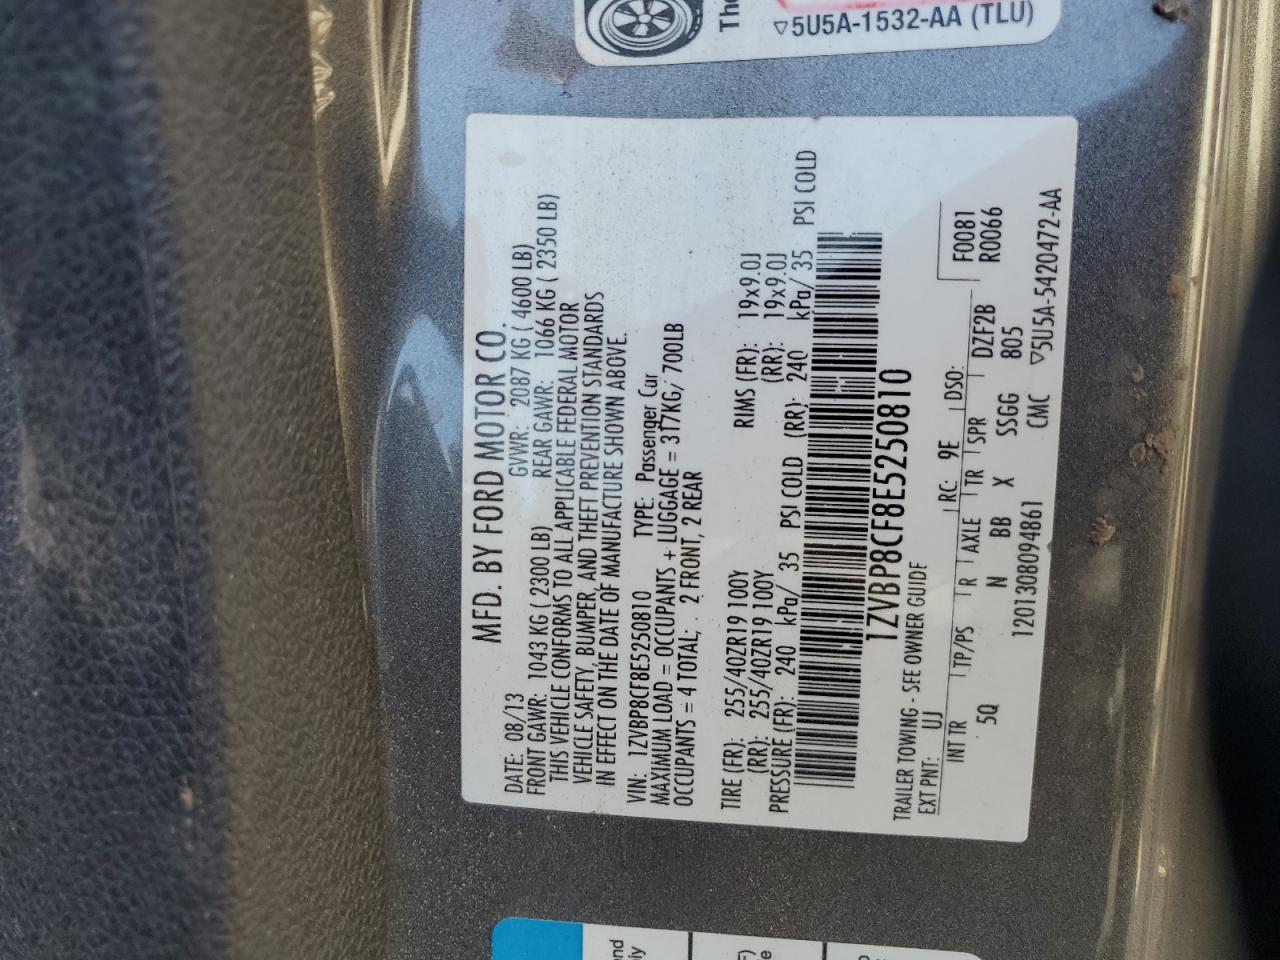 The
▽5U5A-1532-AA (TLU)
MFD. BY FORD MOTOR CO.
DATE: 08/13 GVWR: 2087 KG ( 4600 LB)
FRONT GAWR: 1043 KG ( 2300 LB) REAR GAWR: 1066 KG ( 2350 LB)
THIS VEHICLE CONFORMS TO ALL APPLICABLE FEDERAL MOTOR
VEHICLE SAFETY, BUMPER, AND THEFT PREVENTION STANDARDS
IN EFFECT ON THE DATE OF MANUFACTURE SHOWN ABOVE.
VIN: 1ZVBP8CF8E5250810 TYPE: Passenger Car
MAXIMUM LOAD = OCCUPANTS + LUGGAGE = 317KG/ 700LB
OCCUPANTS = 4 TOTAL; 2 FRONT, 2 REAR
TIRE (FR): 255/40ZR19 100Y RIMS (FR): 19x9.0J
(RR): 255/40ZR19 100Y (RR): 19x9.0J
PRESSURE (FR): 240 kPa/ 35 PSI COLD (RR): 240 kPa/ 35 PSI COLD
1ZVBP8CF8E5250810
TRAILER TOWING - SEE OWNER GUIDE
EXT PNT: UJ RC: 9E DSO: F0081
INT TR TP/PS R AXLE TR SPR DZF2B R0066
5Q N BB X SSGG 805
1201308094861 CMC ▽5U5A-5420472-AA